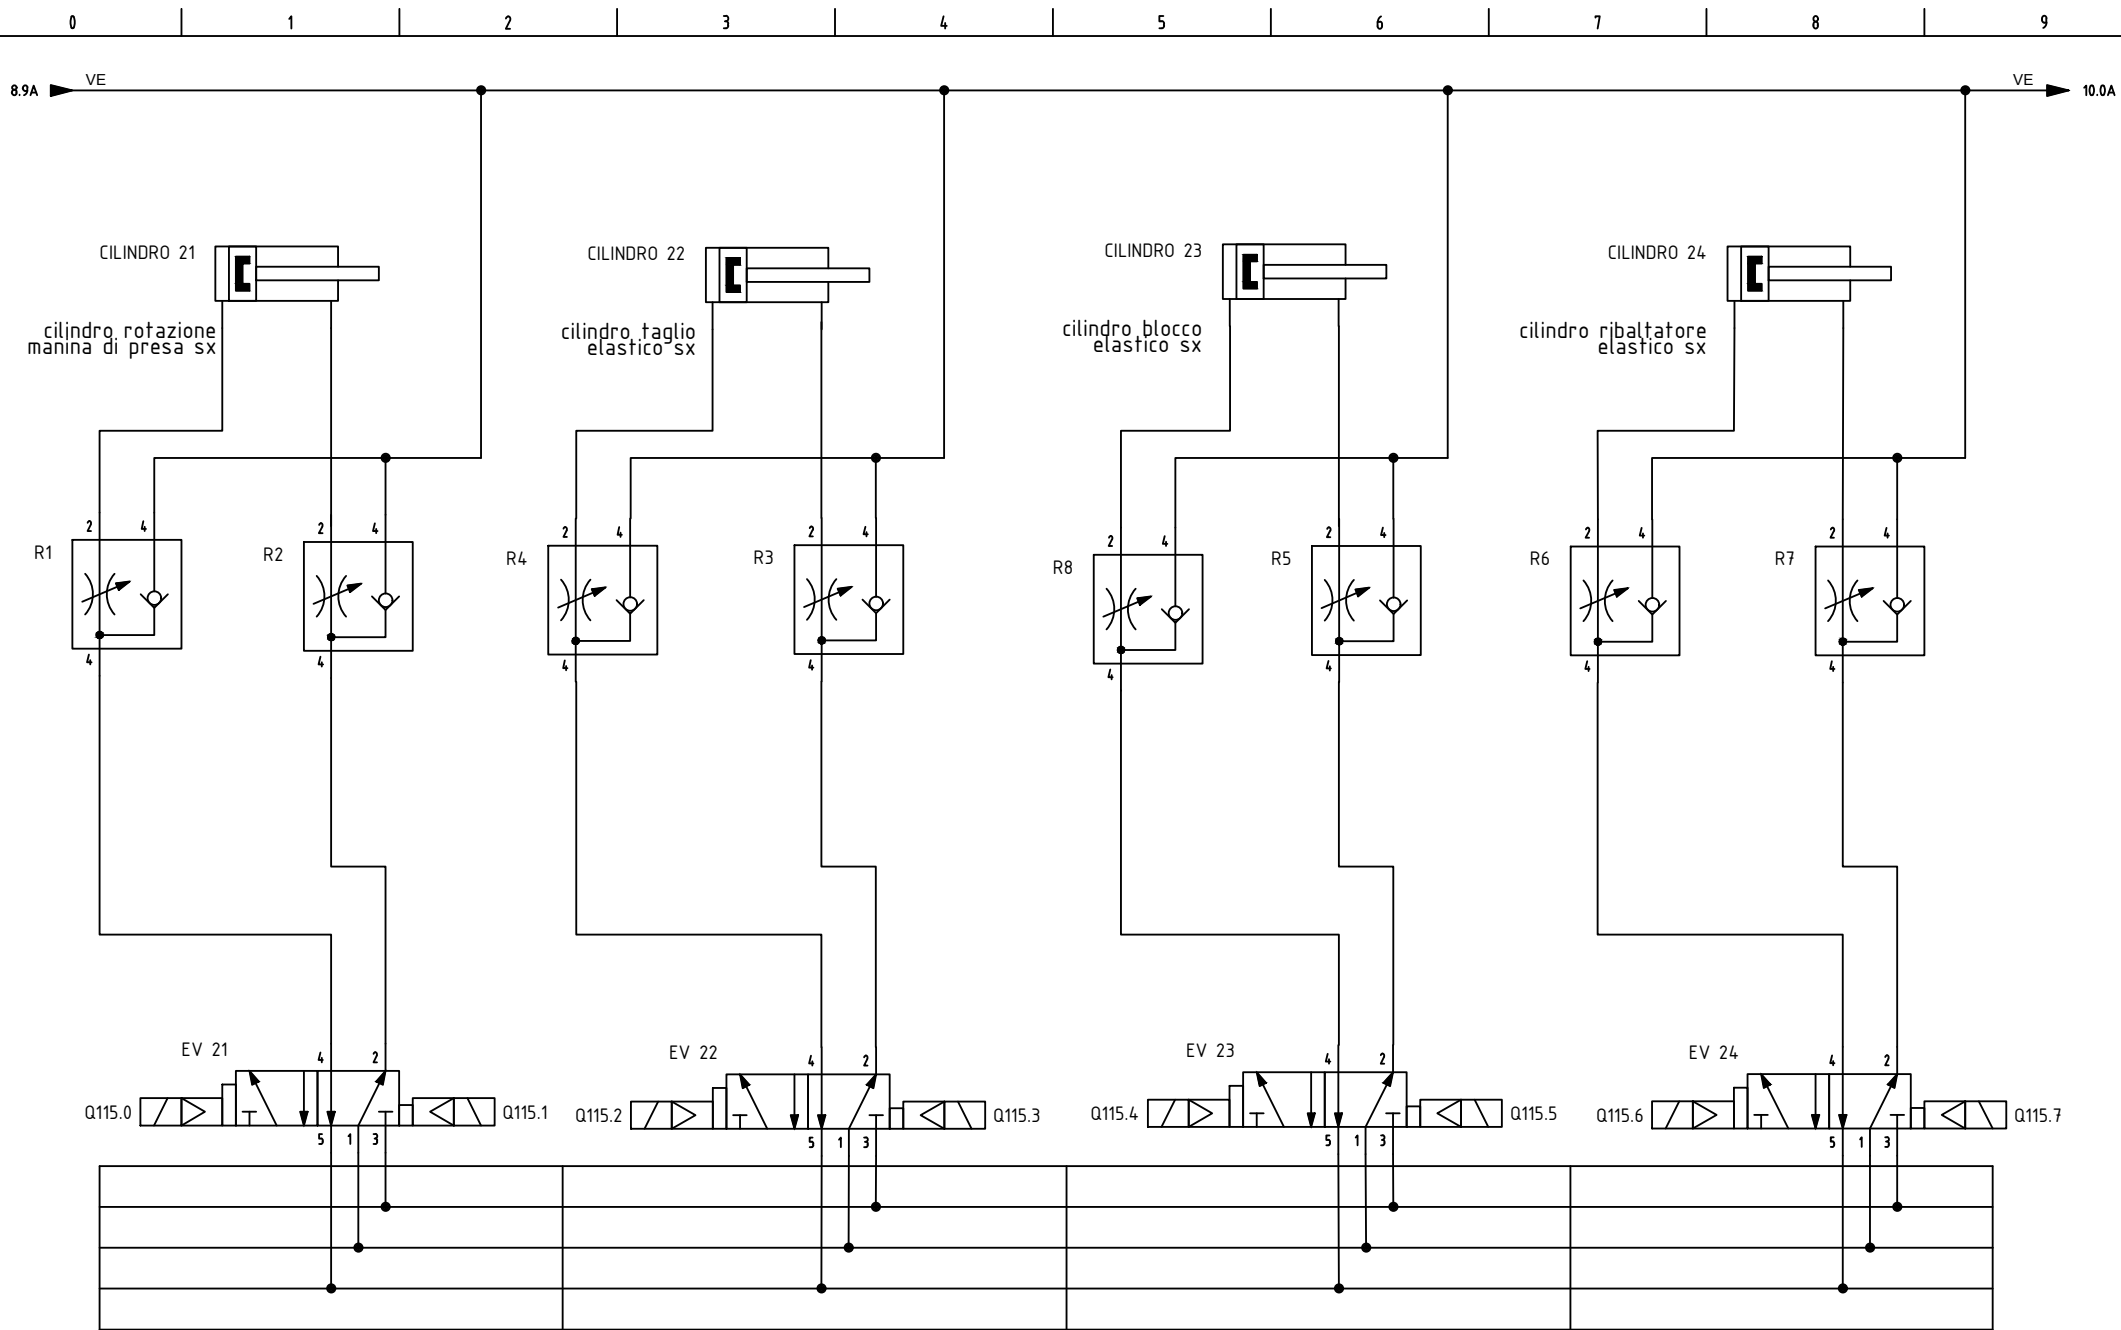 0 1 2 3 4 5 6 7 8 9
8.9A VE VE 10.0A
CILINDRO 21 CILINDRO 22 CILINDRO 23 CILINDRO 24
cilindro rotazione
manina di presa sx
cilindro taglio
elastico sx
cilindro blocco
elastico sx
cilindro ribaltatore
elastico sx
2 4 2 4 2 4 2 4 2 4 2 4 2 4 2 4
R1 R2 R4 R3 R8 R5 R6 R7
4 4 4 4 4 4 4 4
EV 21 4 2 EV 22 4 2 EV 23 4 2 EV 24 4 2
Q115.0 Q115.1 Q115.2 Q115.3 Q115.4 Q115.5 Q115.6 Q115.7
5 1 3 5 1 3 5 1 3 5 1 3